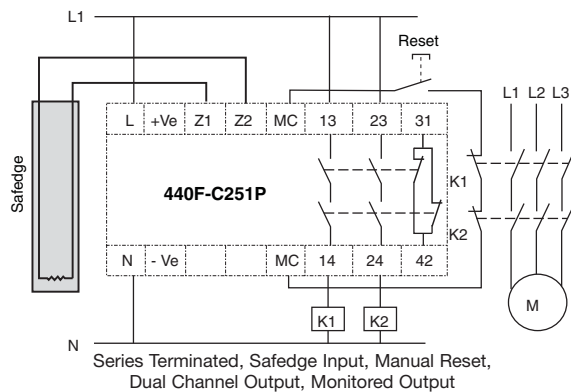 L1
Reset
L1 L2 L3
L +Ve Z1 Z2 MC 13 23 31
Safedge
440F-C251P
K1
K2
N - Ve MC 14 24 42
K1 K2
M
N
Series Terminated, Safedge Input, Manual Reset,
Dual Channel Output, Monitored Output